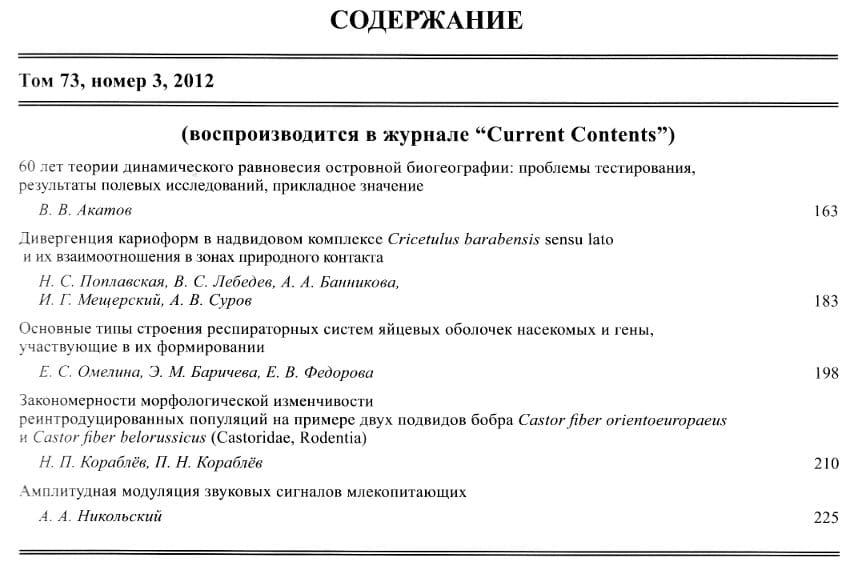 СОДЕРЖАНИЕ
Том 73, номер 3, 2012
(воспроизводится в журнале “Current Contents”)
60 лет теории динамического равновесия островной биогеографии: проблемы тестирования,
результаты полевых исследований, прикладное значение
В. В. Акатов 163
Дивергенция кариоформ в надвидовом комплексе Cricetulus barabensis sensu lato
и их взаимоотношения в зонах природного контакта
Н. С. Поплавская, В. С. Лебедев, А. А. Банникова,
И. Г. Мещерский, А. В. Суров 183
Основные типы строения респираторных систем яйцевых оболочек насекомых и гены,
участвующие в их формировании
Е. С. Омелина, Э. М. Баричева, Е. В. Федорова 198
Закономерности морфологической изменчивости
реинтродуцированных популяций на примере двух подвидов бобра Castor fiber orientoeuropaeus
и Castor fiber belorussicus (Castoridae, Rodentia)
Н. П. Кораблёв, П. Н. Кораблёв 210
Амплитудная модуляция звуковых сигналов млекопитающих
А. А. Никольский 225